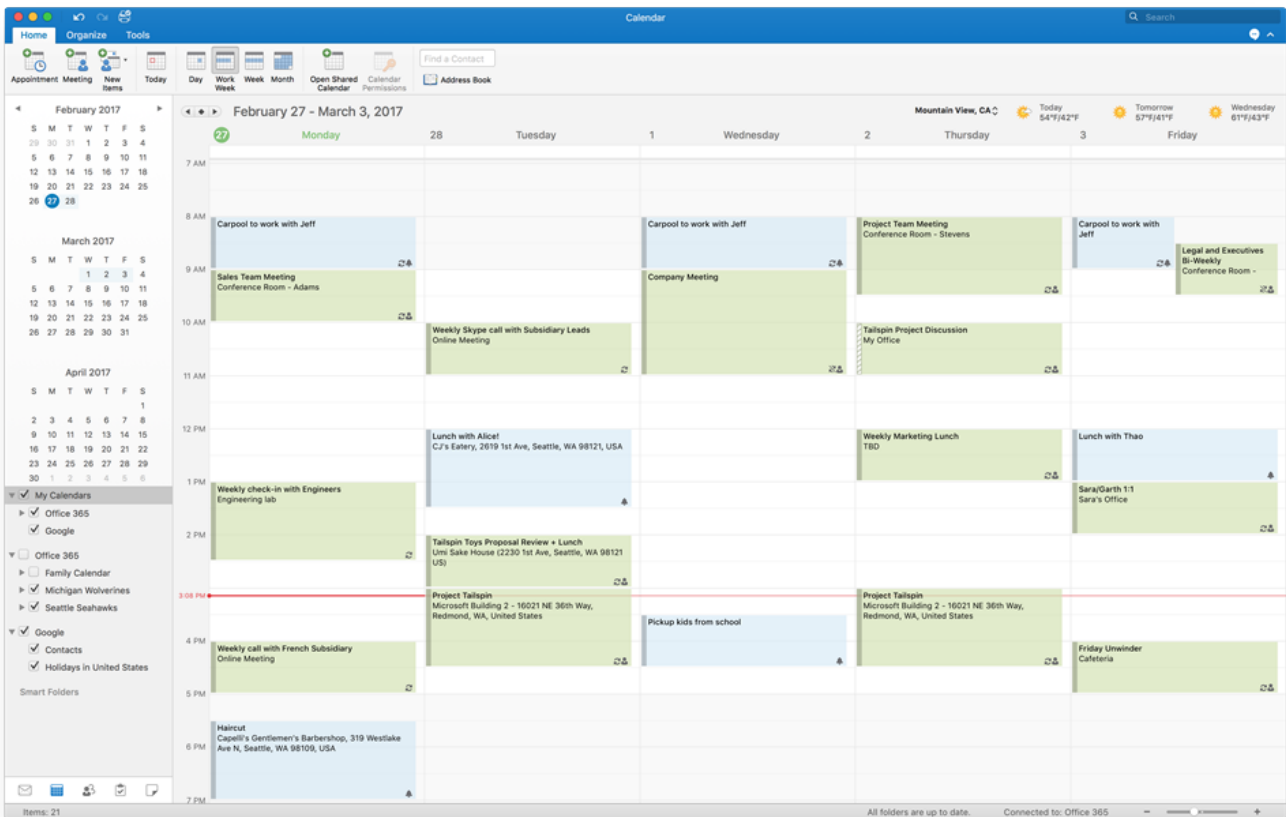 Calendar
Search
Home Organize Tools
Appointment Meeting New Items Today Day Work Week Week Month Open Shared Calendar Calendar Permissions Find a Contact
Address Book
February 2017
S M T W T F S
29 30 31 1 2 3 4
5 6 7 8 9 10 11
12 13 14 15 16 17 18
19 20 21 22 23 24 25
26 27 28
March 2017
S M T W T F S
1 2 3 4
5 6 7 8 9 10 11
12 13 14 15 16 17 18
19 20 21 22 23 24 25
26 27 28 29 30 31
April 2017
S M T W T F S
1
2 3 4 5 6 7 8
9 10 11 12 13 14 15
16 17 18 19 20 21 22
23 24 25 26 27 28 29
30 1 2 3 4 5 6
My Calendars
Office 365
Google
Office 365
Family Calendar
Michigan Wolverines
Seattle Seahawks
Google
Contacts
Holidays in United States
Smart Folders
February 27 - March 3, 2017
Mountain View, CA
Today
54°F/42°F
Tomorrow
57°F/41°F
Wednesday
61°F/43°F
27 Monday 28 Tuesday 1 Wednesday 2 Thursday 3 Friday
7 AM
8 AM
9 AM
10 AM
11 AM
12 PM
1 PM
2 PM
3:08 PM
4 PM
5 PM
6 PM
7 PM
Carpool to work with Jeff
Sales Team Meeting
Conference Room - Adams
Weekly check-in with Engineers
Engineering lab
Weekly call with French Subsidiary
Online Meeting
Haircut
Capelli's Gentlemen's Barbershop, 319 Westlake
Ave N, Seattle, WA 98109, USA
Weekly Skype call with Subsidiary Leads
Online Meeting
Lunch with Alice!
CJ's Eatery, 2619 1st Ave, Seattle, WA 98121, USA
Tailspin Toys Proposal Review + Lunch
Umi Sake House (2230 1st Ave, Seattle, WA 98121
US)
Project Tailspin
Microsoft Building 2 - 16021 NE 36th Way,
Redmond, WA, United States
Carpool to work with Jeff
Company Meeting
Pickup kids from school
Project Team Meeting
Conference Room - Stevens
Tailspin Project Discussion
My Office
Weekly Marketing Lunch
TBD
Project Tailspin
Microsoft Building 2 - 16021 NE 36th Way,
Redmond, WA, United States
Carpool to work with
Jeff
Legal and Executives
Bi-Weekly
Conference Room -
Lunch with Thao
Sara/Garth 1:1
Sara's Office
Friday Unwinder
Cafeteria
Items: 21
All folders are up to date.
Connected to: Office 365